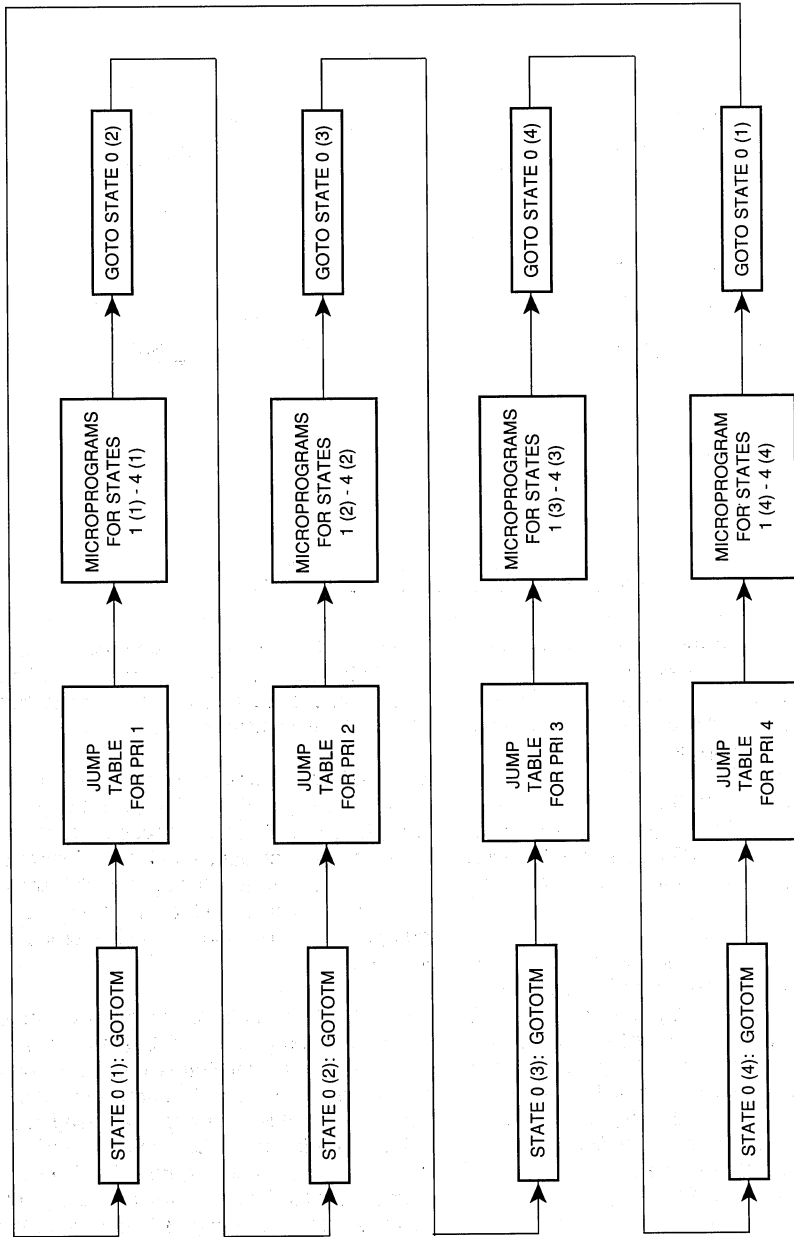 STATE 0 (1): GOTOTM
JUMP
TABLE
FOR PRI 1
MICROPROGRAMS
FOR STATES
1 (1) - 4 (1)
GOTO STATE 0 (2)
STATE 0 (2): GOTOTM
JUMP
TABLE
FOR PRI 2
MICROPROGRAMS
FOR STATES
1 (2) - 4 (2)
GOTO STATE 0 (3)
STATE 0 (3): GOTOTM
JUMP
TABLE
FOR PRI 3
MICROPROGRAMS
FOR STATES
1 (3) - 4 (3)
GOTO STATE 0 (4)
STATE 0 (4): GOTOTM
JUMP
TABLE
FOR PRI 4
MICROPROGRAM
FOR STATES
1 (4) - 4 (4)
GOTO STATE 0 (1)